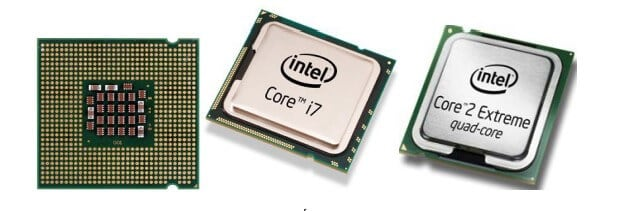 intel
Core™ i7
intel
Core™2 Extreme
quad-core